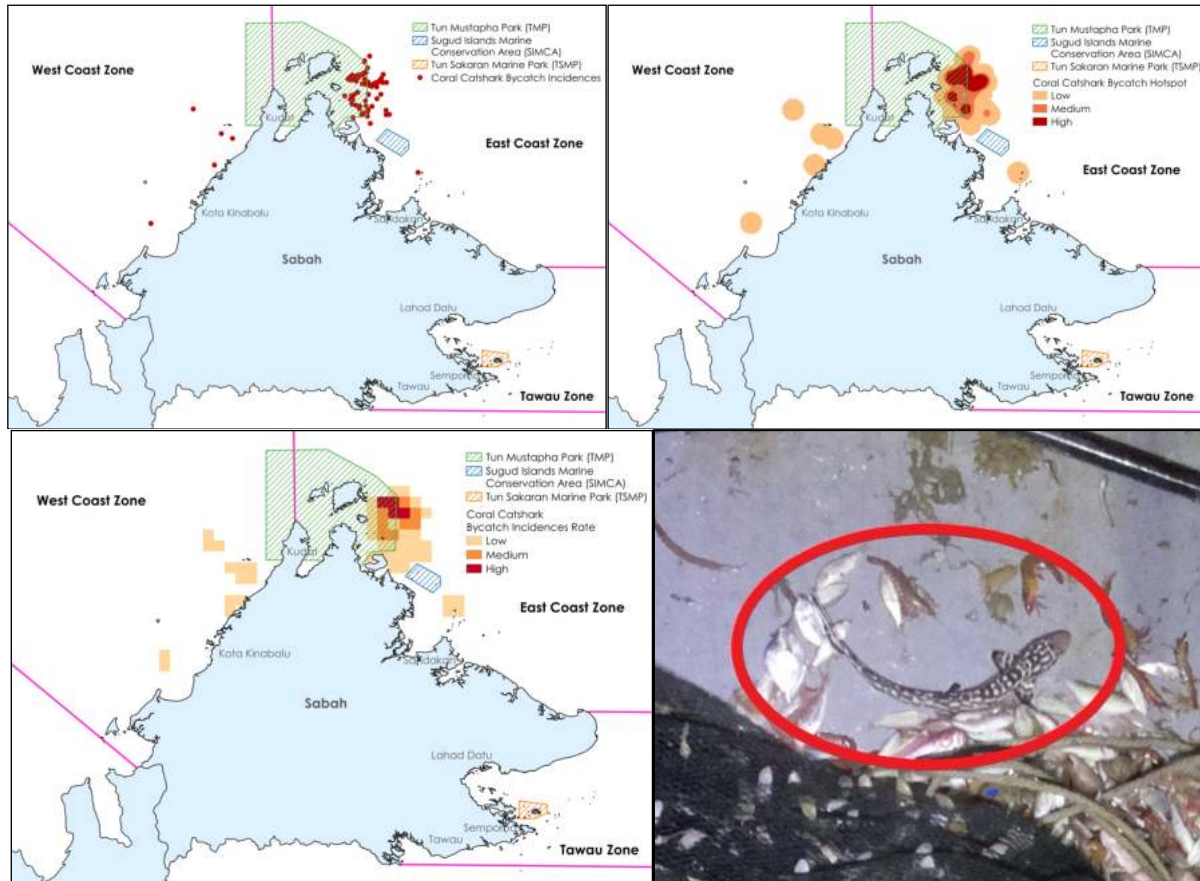 Tun Mustapha Park (TMP)
Sugud Islands Marine
Conservation Area (SIMCA)
Tun Sakaran Marine Park (TSMP)
Coral Catshark Bycatch Incidences
West Coast Zone
East Coast Zone
Kudat
Kota Kinabalu
Sandakan
Sabah
Lahad Datu
Semporna
Tawau
Tawau Zone
Tun Mustapha Park (TMP)
Sugud Islands Marine
Conservation Area (SIMCA)
Tun Sakaran Marine Park (TSMP)
Coral Catshark Bycatch Hotspot
Low
Medium
High
West Coast Zone
East Coast Zone
Kudat
Kota Kinabalu
Sandakan
Sabah
Lahad Datu
Semporna
Tawau
Tawau Zone
Tun Mustapha Park (TMP)
Sugud Islands Marine
Conservation Area (SIMCA)
Tun Sakaran Marine Park (TSMP)
Coral Catshark
Bycatch Incidences Rate
Low
Medium
High
West Coast Zone
East Coast Zone
Kudat
Kota Kinabalu
Sandakan
Sabah
Lahad Datu
Semporna
Tawau
Tawau Zone